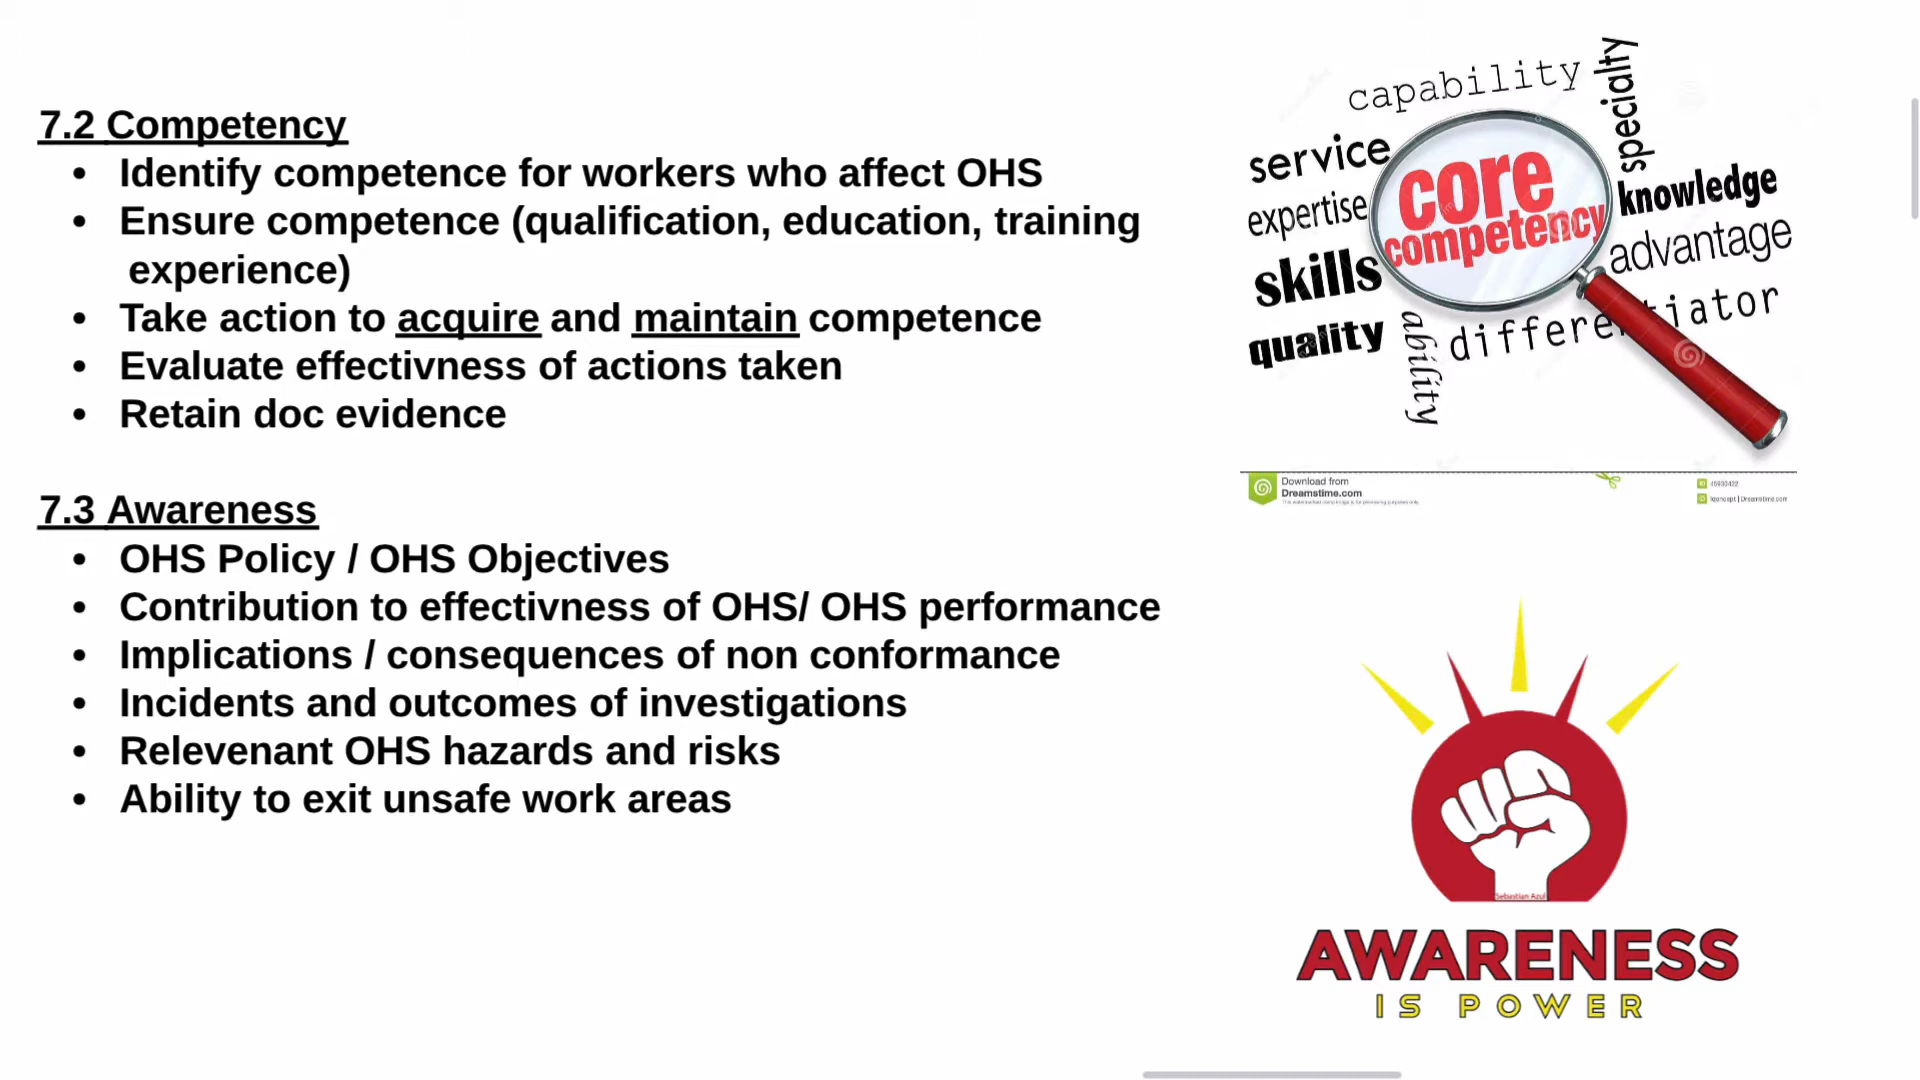 7.2 Competency
• Identify competence for workers who affect OHS
• Ensure competence (qualification, education, training
experience)
• Take action to acquire and maintain competence
• Evaluate effectivness of actions taken
• Retain doc evidence
7.3 Awareness
• OHS Policy / OHS Objectives
• Contribution to effectivness of OHS/ OHS performance
• Implications / consequences of non conformance
• Incidents and outcomes of investigations
• Relevenant OHS hazards and risks
• Ability to exit unsafe work areas
capability
specialty
service
expertise
skills
quality
core
competency
knowledge
advantage
ability
Download from
Dreamstime.com
Sebastian Azul
AWARENESS
IS POWER